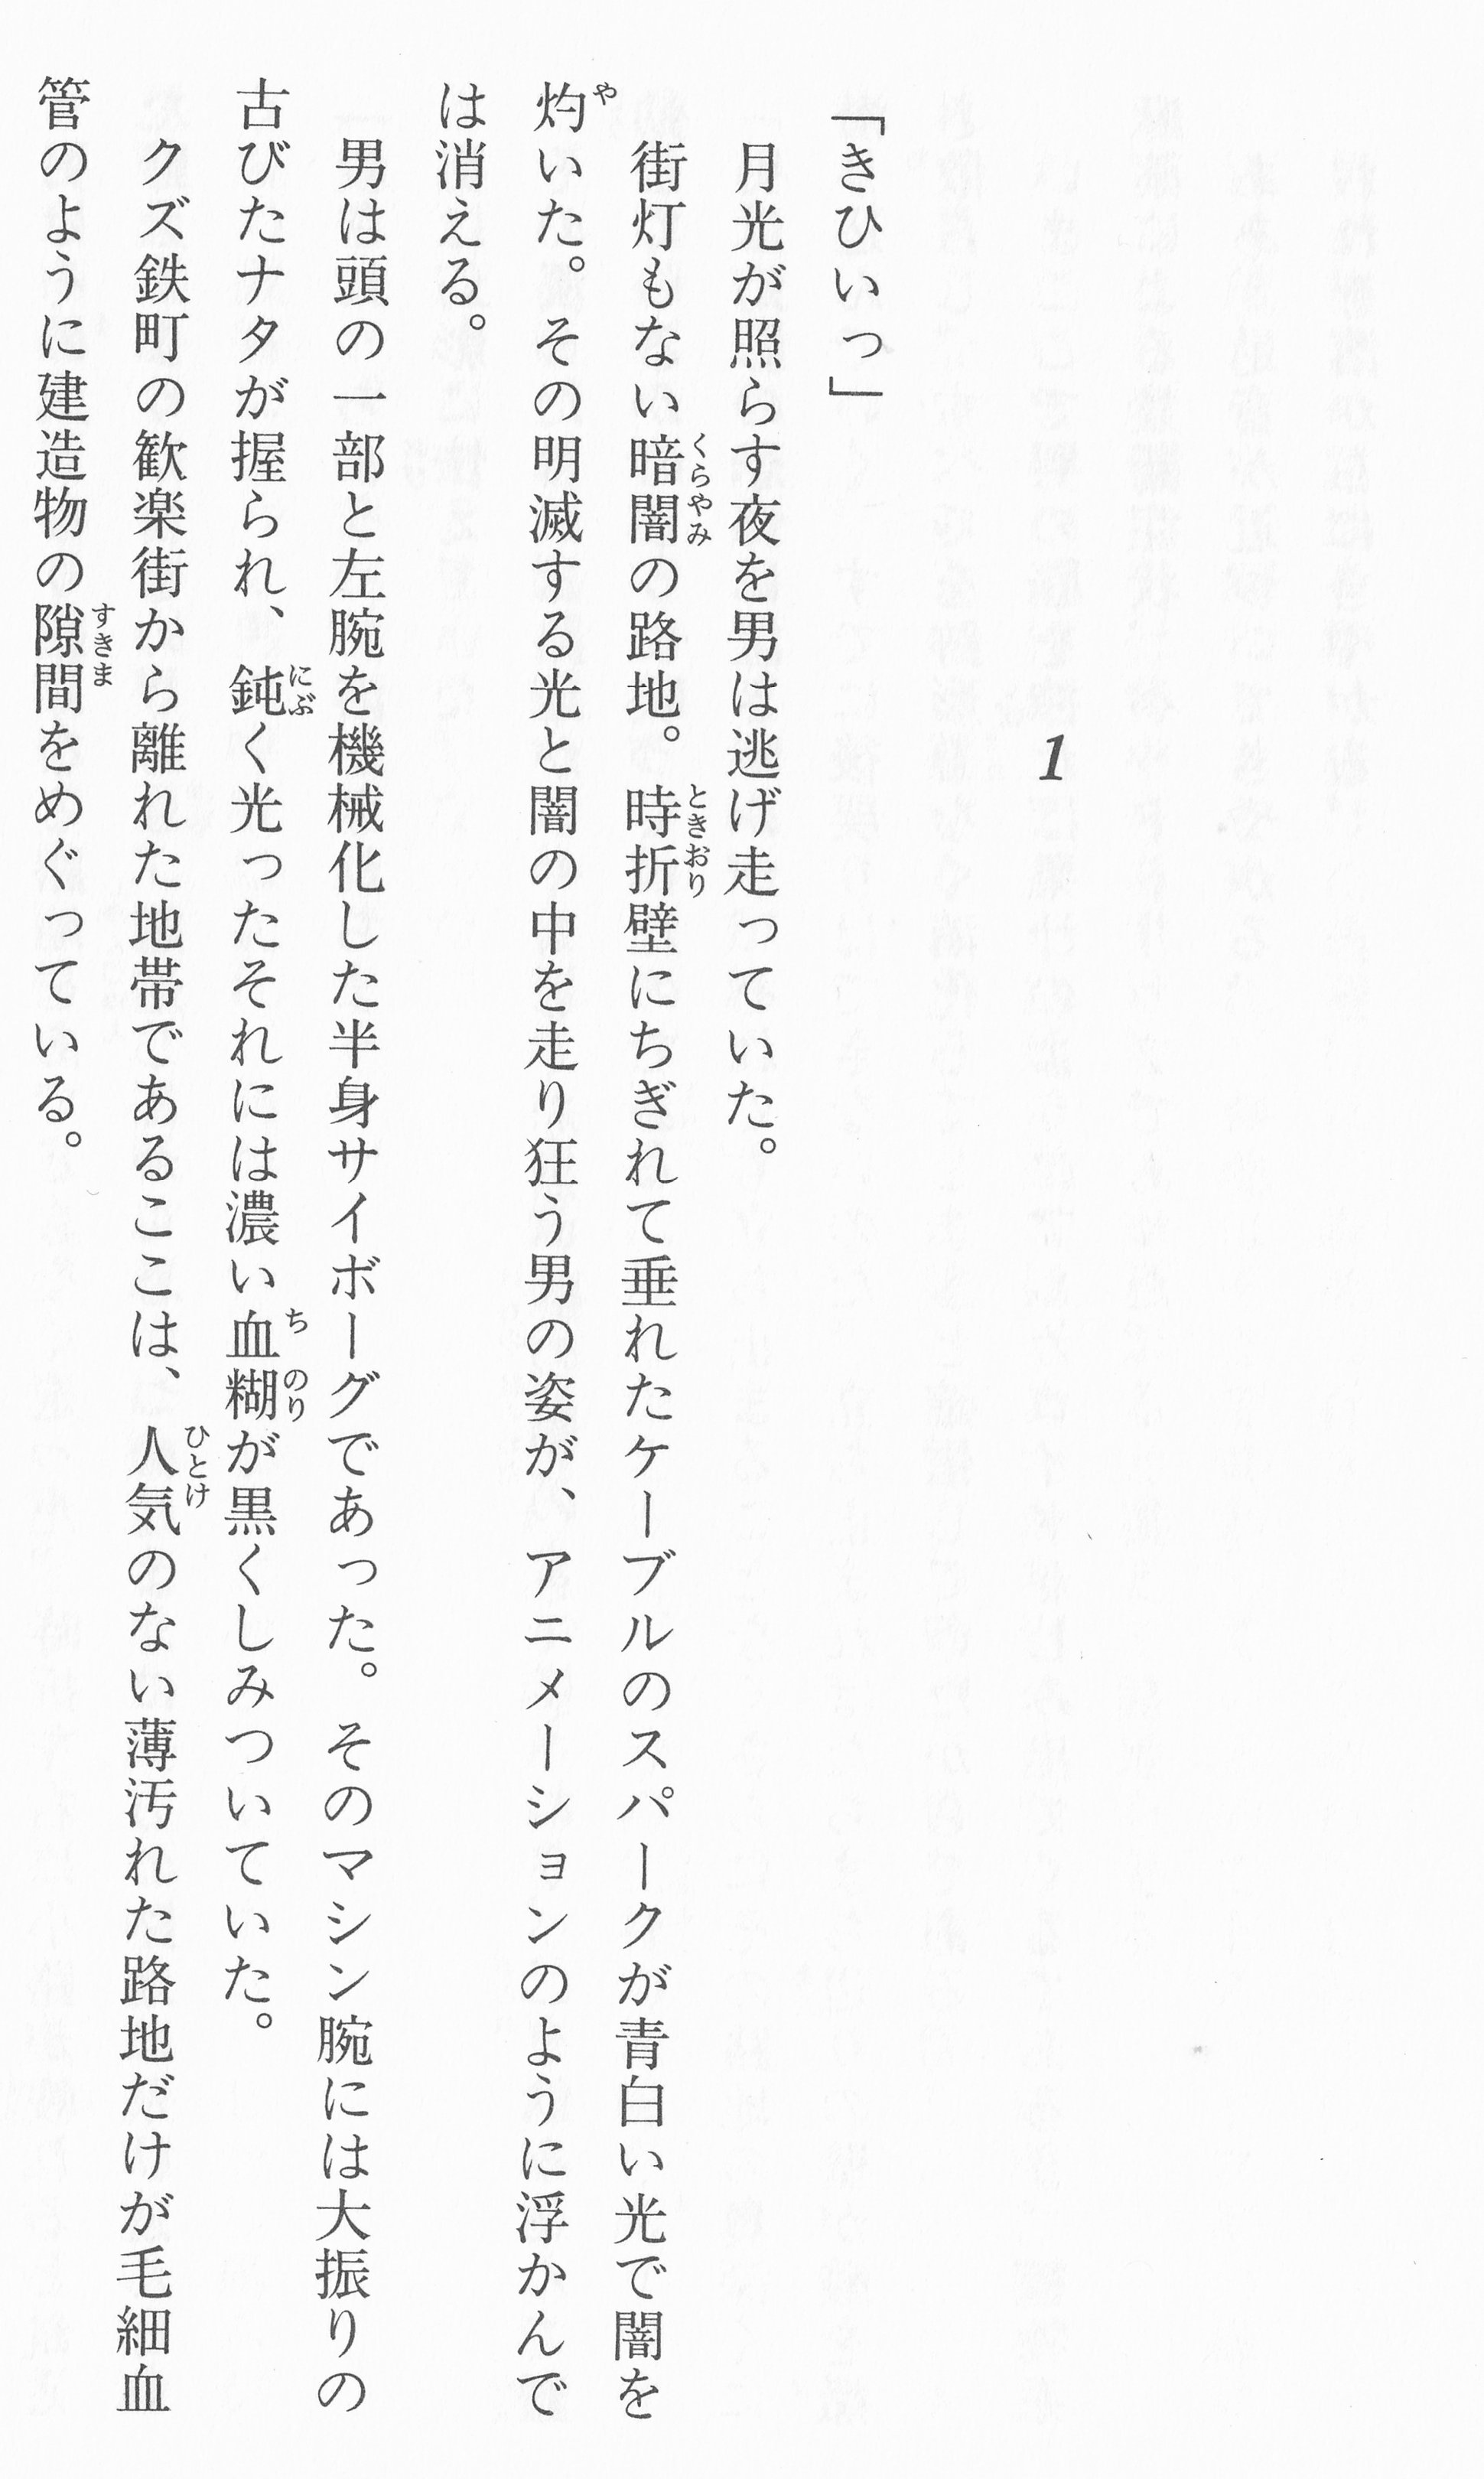 1
「きひいっ」
月光が照らす夜を男は逃げ走っていた。
街灯もない暗闇の路地。時折壁にちぎれて垂れたケーブルのスパークが青白い光で闇を
灼いた。その明滅する光と闇の中を走り狂う男の姿が、アニメーションのように浮かんで
は消える。
男は頭の一部と左腕を機械化した半身サイボーグであった。そのマシン腕には大振りの
古びたナタが握られ、鈍く光ったそれには濃い血糊が黒くしみついていた。
クズ鉄町の歓楽街から離れた地帯であるここは、人気のない薄汚れた路地だけが毛細血
管のように建造物の隙間をめぐっている。